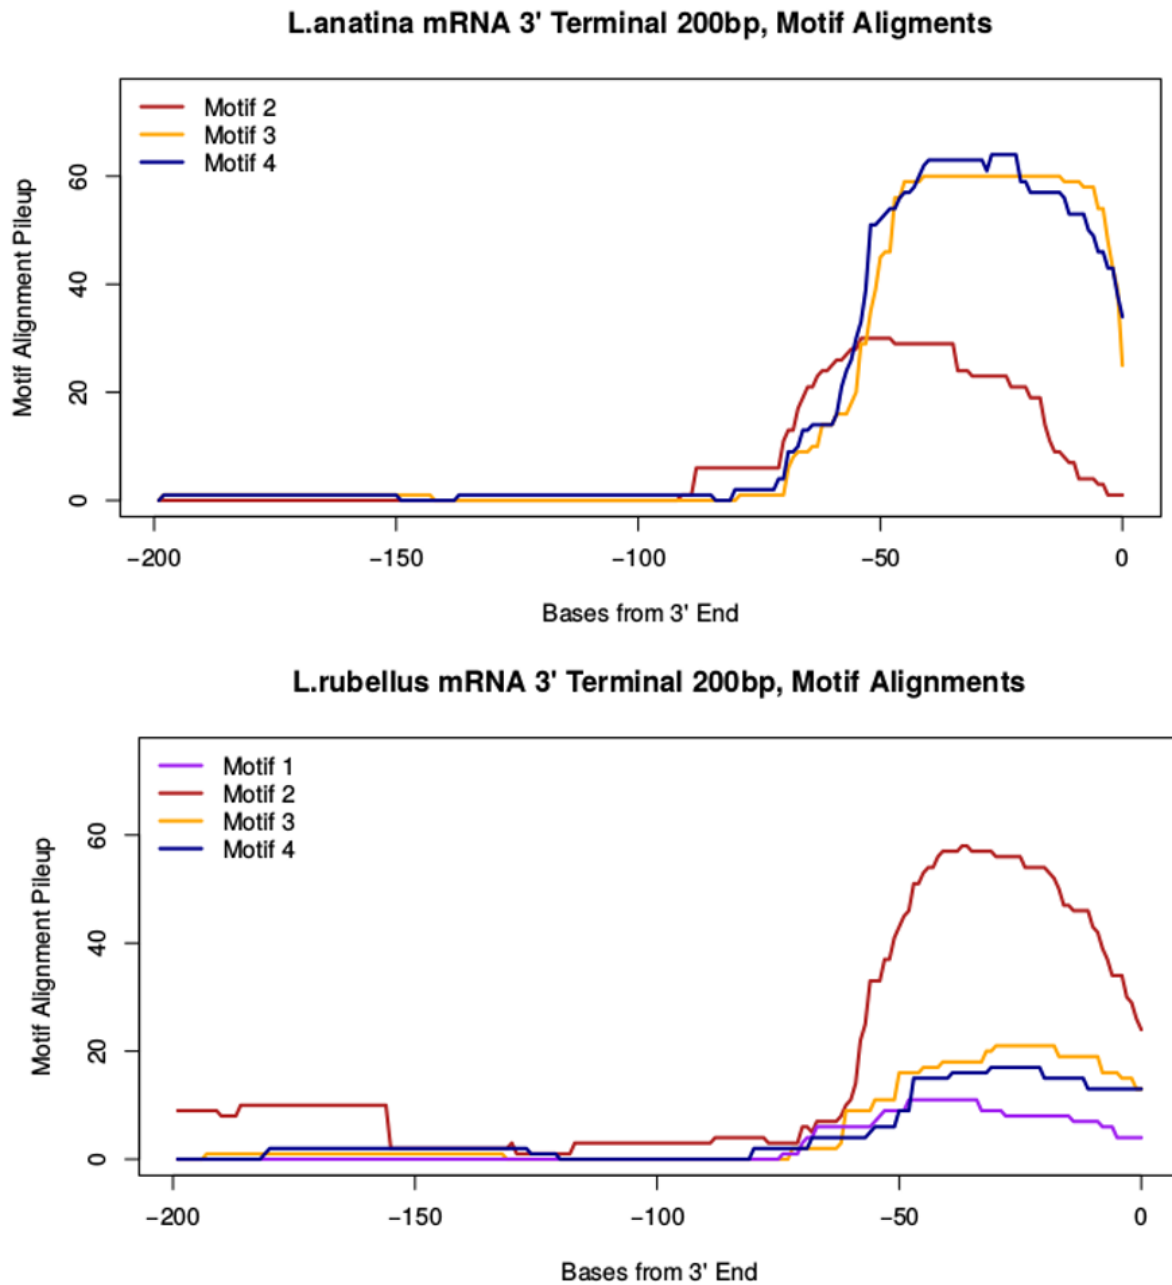 L.anatina mRNA 3' Terminal 200bp, Motif Aligments
Motif 2
Motif 3
Motif 4
Motif Alignment Pileup
60
40
20
0
−200
−150
−100
−50
0
Bases from 3' End
L.rubellus mRNA 3' Terminal 200bp, Motif Alignments
Motif 1
Motif 2
Motif 3
Motif 4
Motif Alignment Pileup
60
40
20
0
−200
−150
−100
−50
0
Bases from 3' End